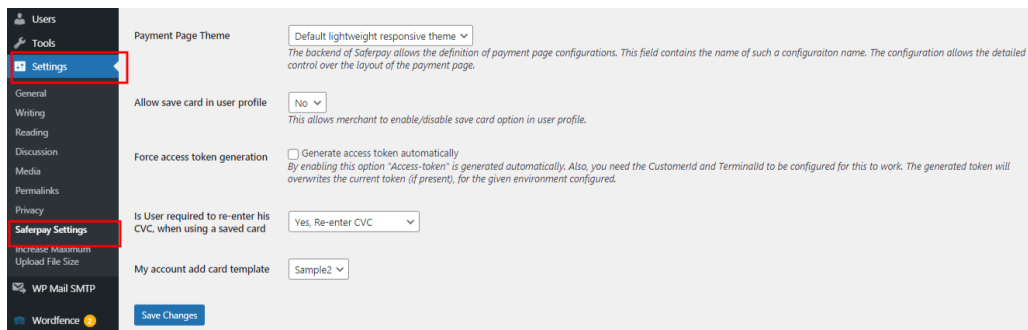 Users
Tools
Settings
General
Writing
Reading
Discussion
Media
Permalinks
Privacy
Saferpay Settings
Increase Maximum
Upload File Size
WP Mail SMTP
Wordfence 2
Payment Page Theme
Default lightweight responsive theme
The backend of Saferpay allows the definition of payment page configurations. This field contains the name of such a configuraiton name. The configuration allows the detailed
control over the layout of the payment page.
Allow save card in user profile
No
This allows merchant to enable/disable save card option in user profile.
Force access token generation
Generate access token automatically
By enabling this option "Access-token" is generated automatically. Also, you need the CustomerId and TerminalId to be configured for this to work. The generated token will
overwrites the current token (if present), for the given environment configured.
Is User required to re-enter his
CVC, when using a saved card
Yes, Re-enter CVC
My account add card template
Sample2
Save Changes